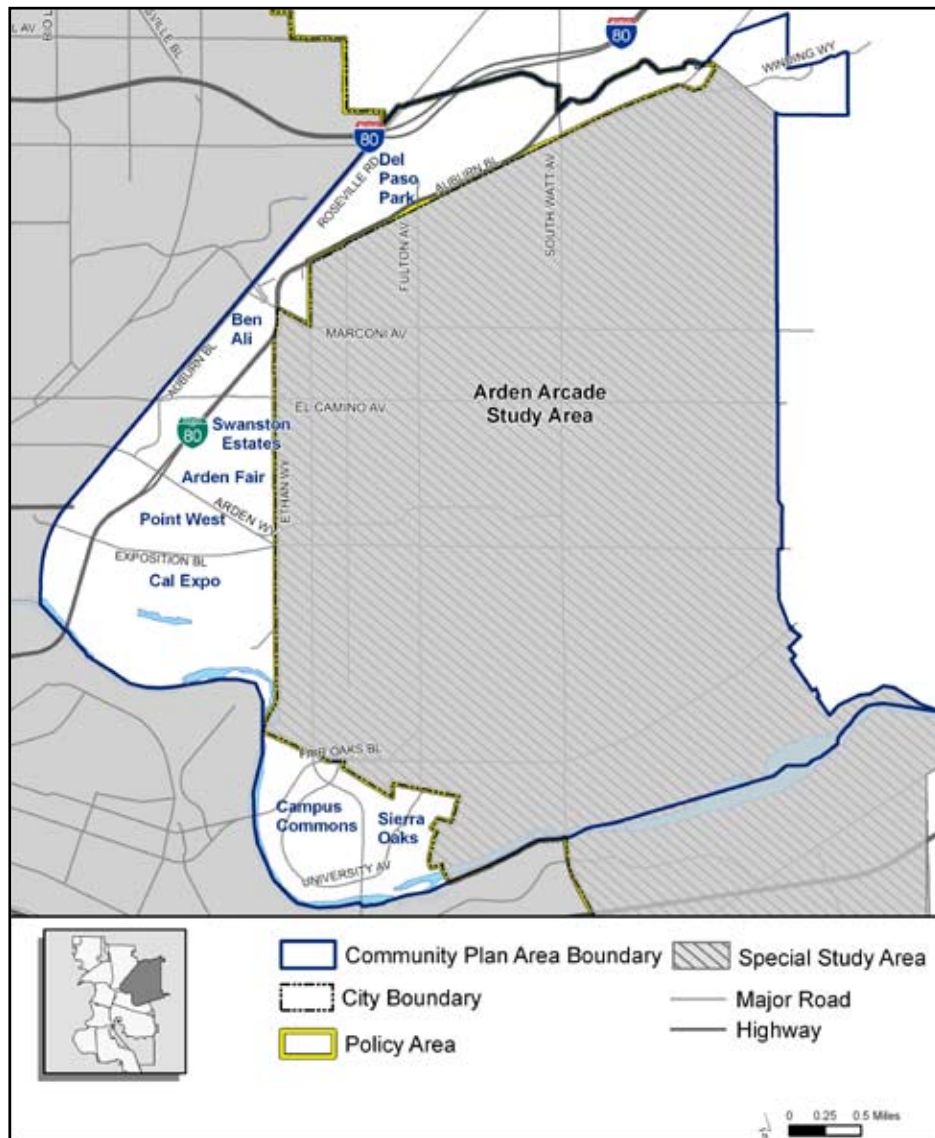 80
WINDING WY
SVILLE BL
L AV
80
Del
Paso
Park
ROSEVILLE RD
AUBURN BL
SOUTH WATT AV
FULTON AV
Ben
Ali
MARCONI AV
AUBURN BL
Arden Arcade
Study Area
EL CAMINO AV
80
Swanston
Estates
Arden Fair
ETHAN WY
ARDEN WY
Point West
EXPOSITION BL
Cal Expo
FAIR OAKS BL
Campus
Commons
Sierra
Oaks
UNIVERSITY AV
Community Plan Area Boundary
City Boundary
Policy Area
Special Study Area
Major Road
Highway
0 0.25 0.5 Miles